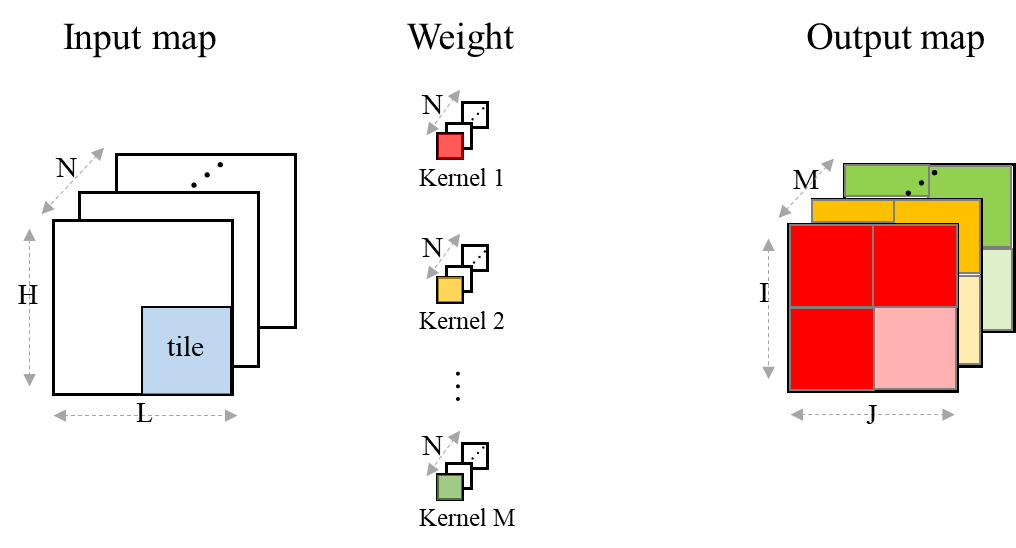 Input map
Weight
Output map
N
H
tile
L
N
Kernel 1
N
Kernel 2
N
Kernel M
M
J